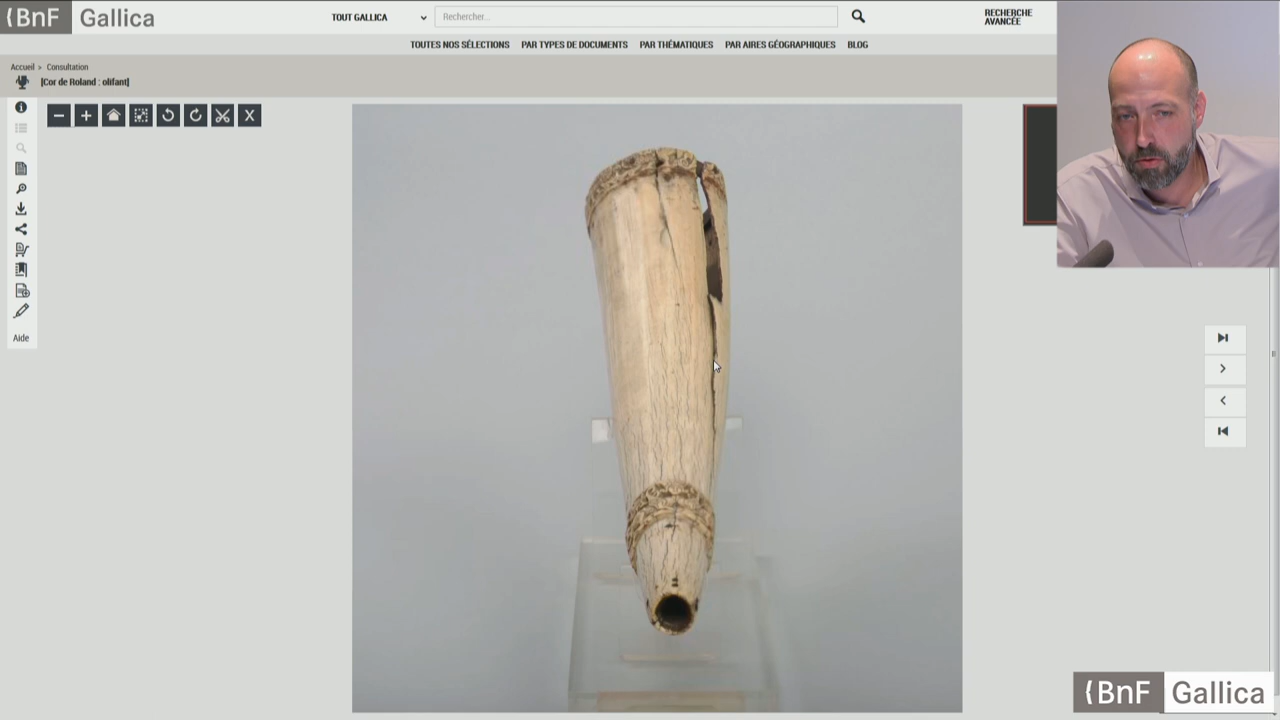 BnF Gallica
TOUT GALLICA
Rechercher...
RECHERCHE
AVANCÉE
TOUTES NOS SÉLECTIONS PAR TYPES DE DOCUMENTS PAR THÉMATIQUES PAR AIRES GÉOGRAPHIQUES BLOG
Accueil > Consultation
[Cor de Roland : olifant]
Aide
BnF Gallica